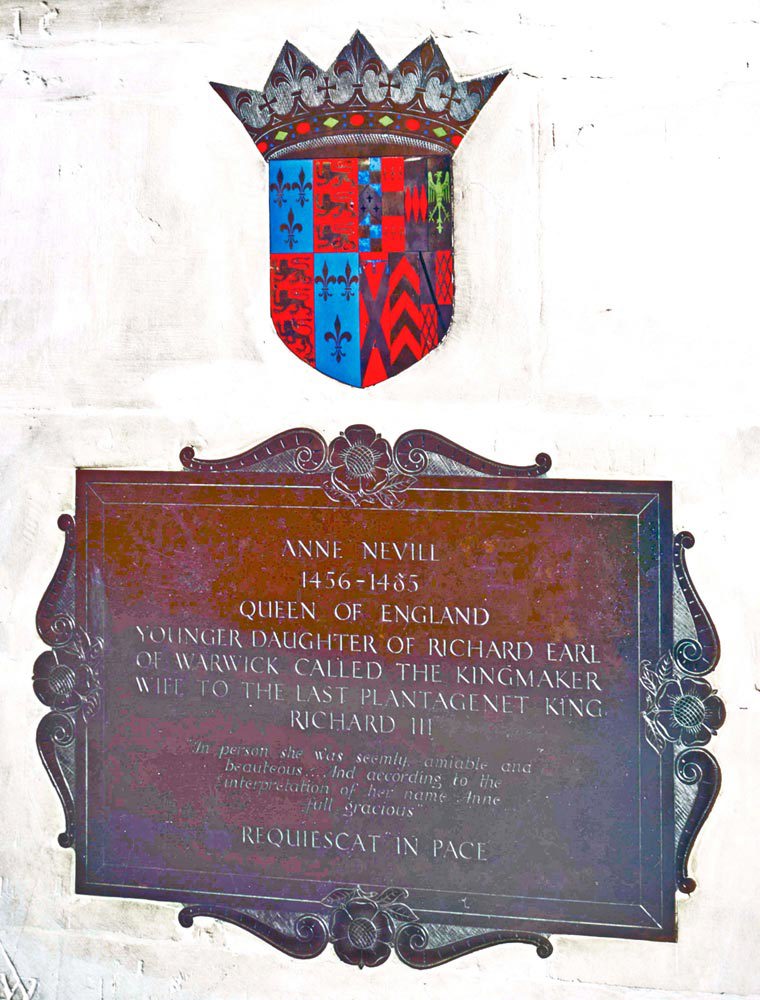 ANNE NEVILL
1456-1485
QUEEN OF ENGLAND
YOUNGER DAUGHTER OF RICHARD EARL
OF WARWICK CALLED THE KINGMAKER
WIFE TO THE LAST PLANTAGENET KING
RICHARD III
"In person she was seemly, amiable and
beauteous... And according to the
interpretation of her name Anne
full gracious"
REQUIESCAT IN PACE